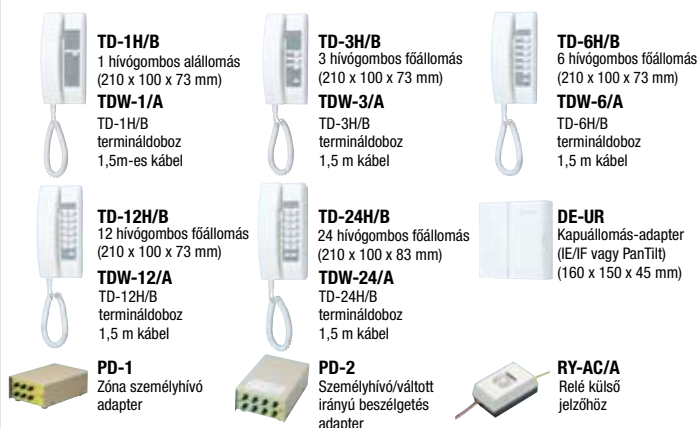 TD-1H/B
1 hívógombos alállomás
(210 x 100 x 73 mm)
TDW-1/A
TD-1H/B
termináldoboz
1,5m-es kábel
TD-3H/B
3 hívógombos főállomás
(210 x 100 x 73 mm)
TDW-3/A
TD-3H/B
termináldoboz
1,5 m kábel
TD-6H/B
6 hívógombos főállomás
(210 x 100 x 73 mm)
TDW-6/A
TD-6H/B
termináldoboz
1,5 m kábel
TD-12H/B
12 hívógombos főállomás
(210 x 100 x 73 mm)
TDW-12/A
TD-12H/B
termináldoboz
1,5 m kábel
TD-24H/B
24 hívógombos főállomás
(210 x 100 x 83 mm)
TDW-24/A
TD-24H/B
termináldoboz
1,5 m kábel
DE-UR
Kapuállomás-adapter
(IE/IF vagy PanTilt)
(160 x 150 x 45 mm)
PD-1
Zóna személyhívó
adapter
PD-2
Személyhívó/váltott
irányú beszélgetés
adapter
RY-AC/A
Relé külső
jelzőhöz